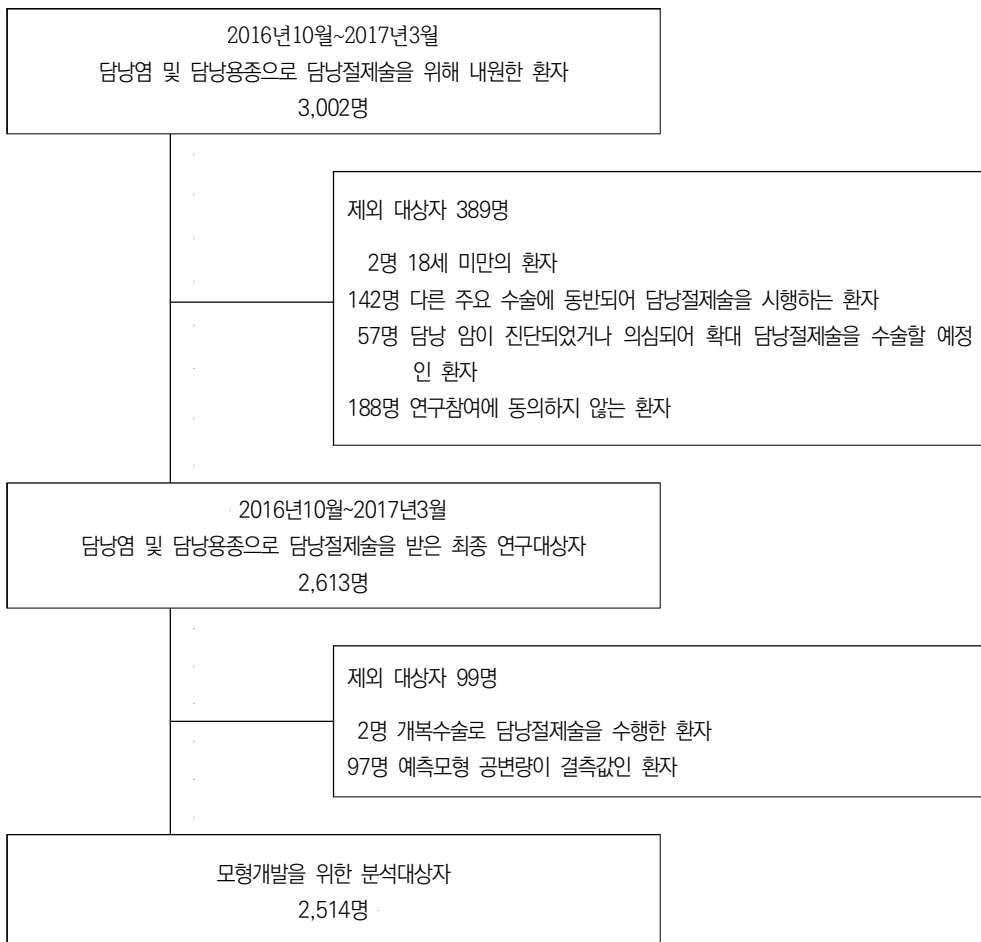 2016년10월~2017년3월
담낭염 및 담낭용종으로 담낭절제술을 위해 내원한 환자
3,002명
제외 대상자 389명
2명 18세 미만의 환자
142명 다른 주요 수술에 동반되어 담낭절제술을 시행하는 환자
57명 담낭 암이 진단되었거나 의심되어 확대 담낭절제술을 수술할 예정
인 환자
188명 연구참여에 동의하지 않는 환자
2016년10월~2017년3월
담낭염 및 담낭용종으로 담낭절제술을 받은 최종 연구대상자
2,613명
제외 대상자 99명
2명 개복수술로 담낭절제술을 수행한 환자
97명 예측모형 공변량이 결측값인 환자
모형개발을 위한 분석대상자
2,514명